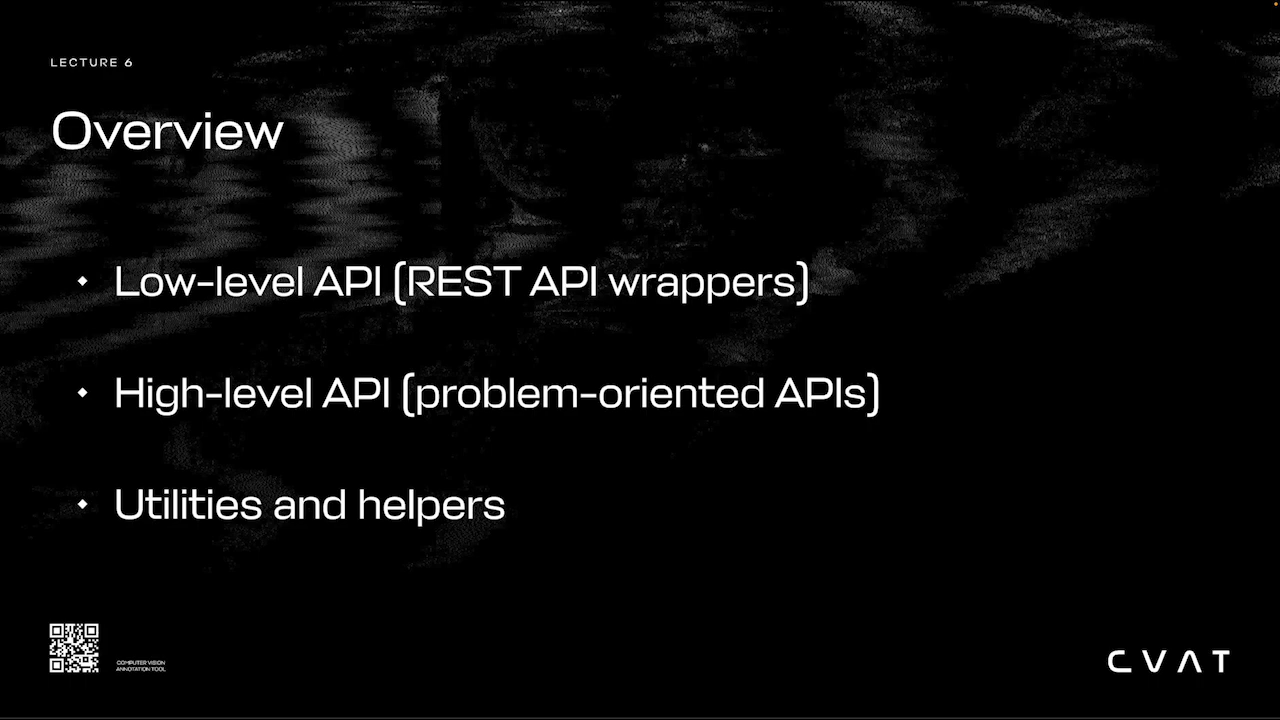 LECTURE 6
Overview
Low-level API (REST API wrappers)
High-level API (problem-oriented APIs)
Utilities and helpers
COMPUTER VISION
ANNOTATION TOOL
CVAT